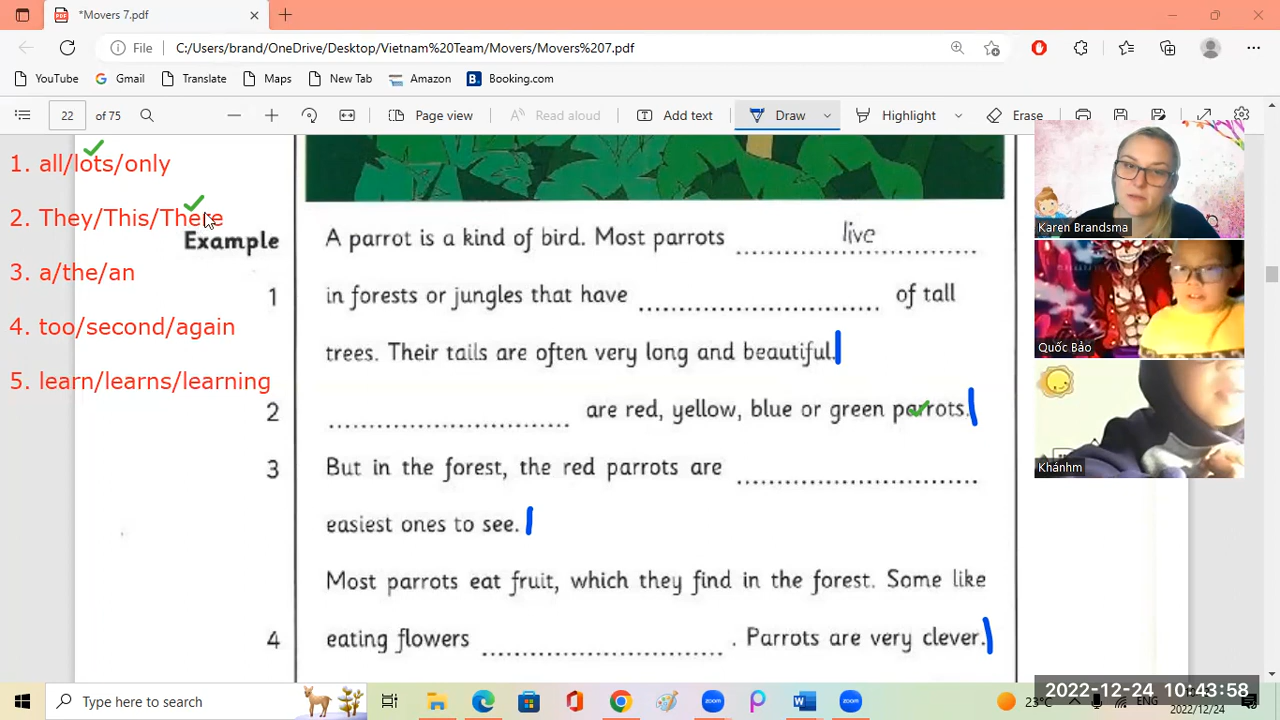 *Movers 7.pdf
File
C:/Users/brand/OneDrive/Desktop/Vietnam%20Team/Movers/Movers%207.pdf
YouTube Gmail Translate Maps New Tab Amazon Booking.com
22 of 75 Page view Read aloud Add text Draw Highlight Erase
1. all/lots/only
2. They/This/There
3. a/the/an
4. too/second/again
5. learn/learns/learning
Example A parrot is a kind of bird. Most parrots live
1 in forests or jungles that have of tall
trees. Their tails are often very long and beautiful.
2 are red, yellow, blue or green parrots.
3 But in the forest, the red parrots are
easiest ones to see.
Most parrots eat fruit, which they find in the forest. Some like
4 eating flowers . Parrots are very clever.
Karen Brandsma
Quốc Bảo
Khánhm
Type here to search
23°C
2022-12-24 10:43:58
2022/12/24